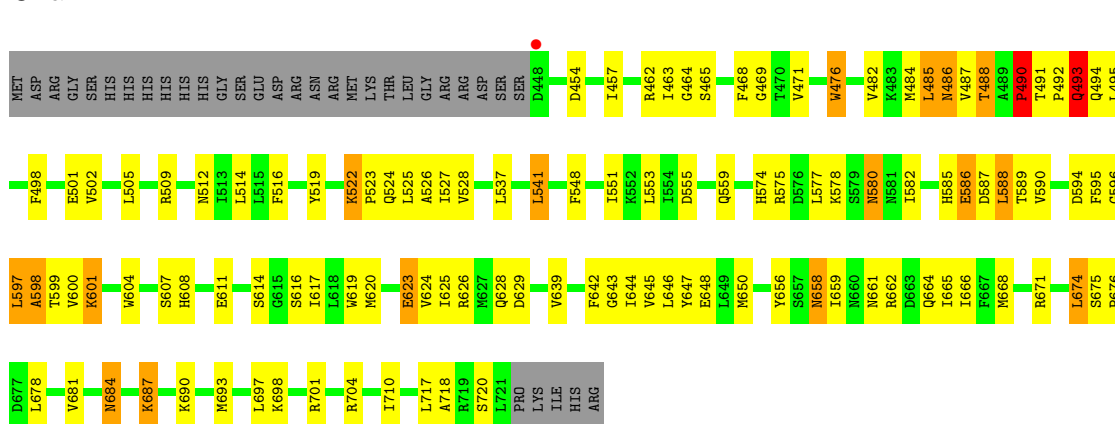 MET ASP ARG GLY SER HIS HIS HIS HIS HIS HIS GLY SER GLU ASP ARG ASN ARG MET LYS THR LEU GLY ARG ARG ASP SER SER D448 D454 I457 R462 I463 G464 S465 F468 G469 T470 V471 W476 V482 K483 M484 L485 N486 V487 T488 A489 P490 T491 P492 Q493 Q494 L495
F498 E501 V502 L505 R509 N512 I513 L514 L515 F516 Y519 K522 P523 Q524 L525 A526 I527 V528 L537 L541 F548 I551 K552 L553 I554 D555 Q559 H574 R575 D576 L577 K578 S579 N580 N581 I582 H585 E586 D587 L588 T589 V590 D594 F595 G596
L597 A598 T599 V600 K601 W604 S607 H608 E611 S614 G615 S616 I617 L618 W619 M620 E623 V624 I625 R626 M627 D629 V639 F642 G643 I644 V645 L646 Y647 E648 L649 M650 Y656 S657 N658 I659 N660 N661 R662 D663 Q664 I665 I666 F667 M668 R671 L674 S675 P676
D677 L678 V681 N684 K687 K690 M693 L697 K698 R701 R704 I710 L717 A718 R719 S720 L721 PRO LYS ILE HIS ARG